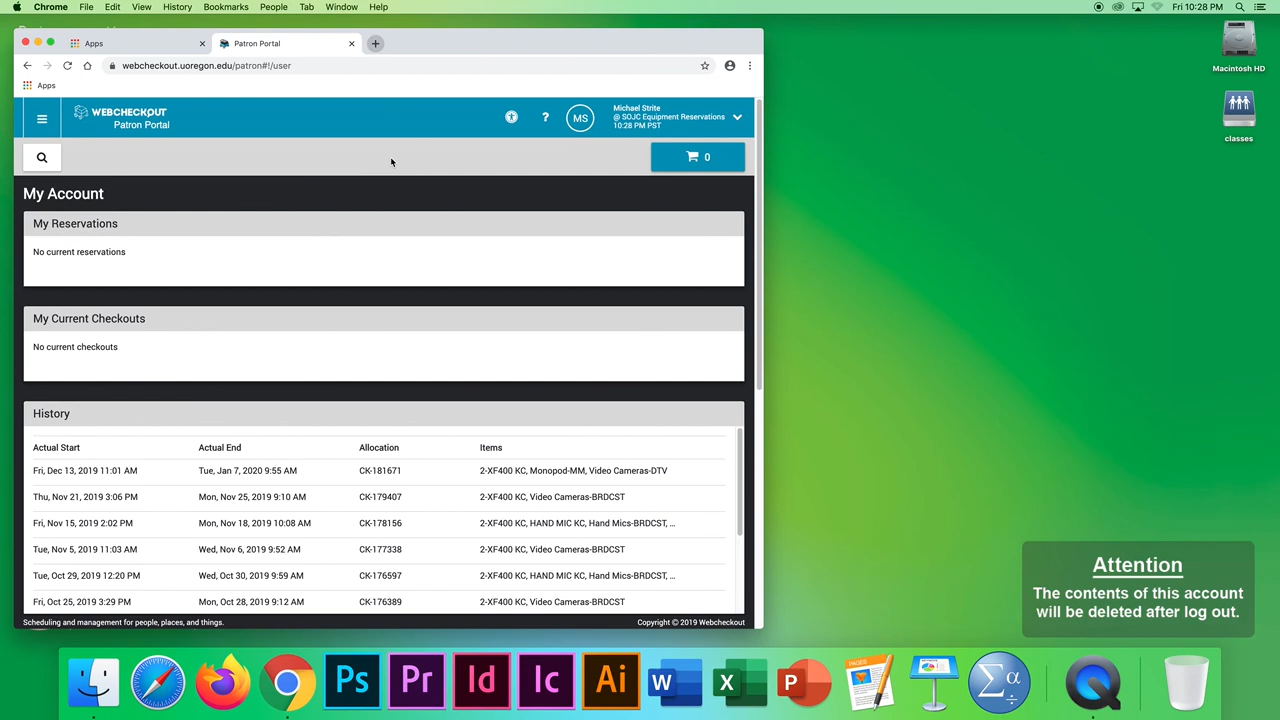 Chrome File Edit View History Bookmarks People Tab Window Help Fri 10:28 PM
Apps Patron Portal
webcheckout.uoregon.edu/patron#!/user
Apps
WEBCHECKOUT
Patron Portal
? MS
Michael Strite
@ SOJC Equipment Reservations
10:28 PM PST
0
My Account
My Reservations
No current reservations
My Current Checkouts
No current checkouts
History
Actual Start Actual End Allocation Items
Fri, Dec 13, 2019 11:01 AM Tue, Jan 7, 2020 9:55 AM CK-181671 2-XF400 KC, Monopod-MM, Video Cameras-DTV
Thu, Nov 21, 2019 3:06 PM Mon, Nov 25, 2019 9:10 AM CK-179407 2-XF400 KC, Video Cameras-BRDCST
Fri, Nov 15, 2019 2:02 PM Mon, Nov 18, 2019 10:08 AM CK-178156 2-XF400 KC, HAND MIC KC, Hand Mics-BRDCST, ...
Tue, Nov 5, 2019 11:03 AM Wed, Nov 6, 2019 9:52 AM CK-177338 2-XF400 KC, Video Cameras-BRDCST
Tue, Oct 29, 2019 12:20 PM Wed, Oct 30, 2019 9:59 AM CK-176597 2-XF400 KC, HAND MIC KC, Hand Mics-BRDCST, ...
Fri, Oct 25, 2019 3:29 PM Mon, Oct 28, 2019 9:12 AM CK-176389 2-XF400 KC, Video Cameras-BRDCST
Scheduling and management for people, places, and things. Copyright © 2019 Webcheckout
Macintosh HD
classes
Attention
The contents of this account
will be deleted after log out.
Ps Pr Id Ic Ai W X P PAGES KEYNOTE Σ α ÷